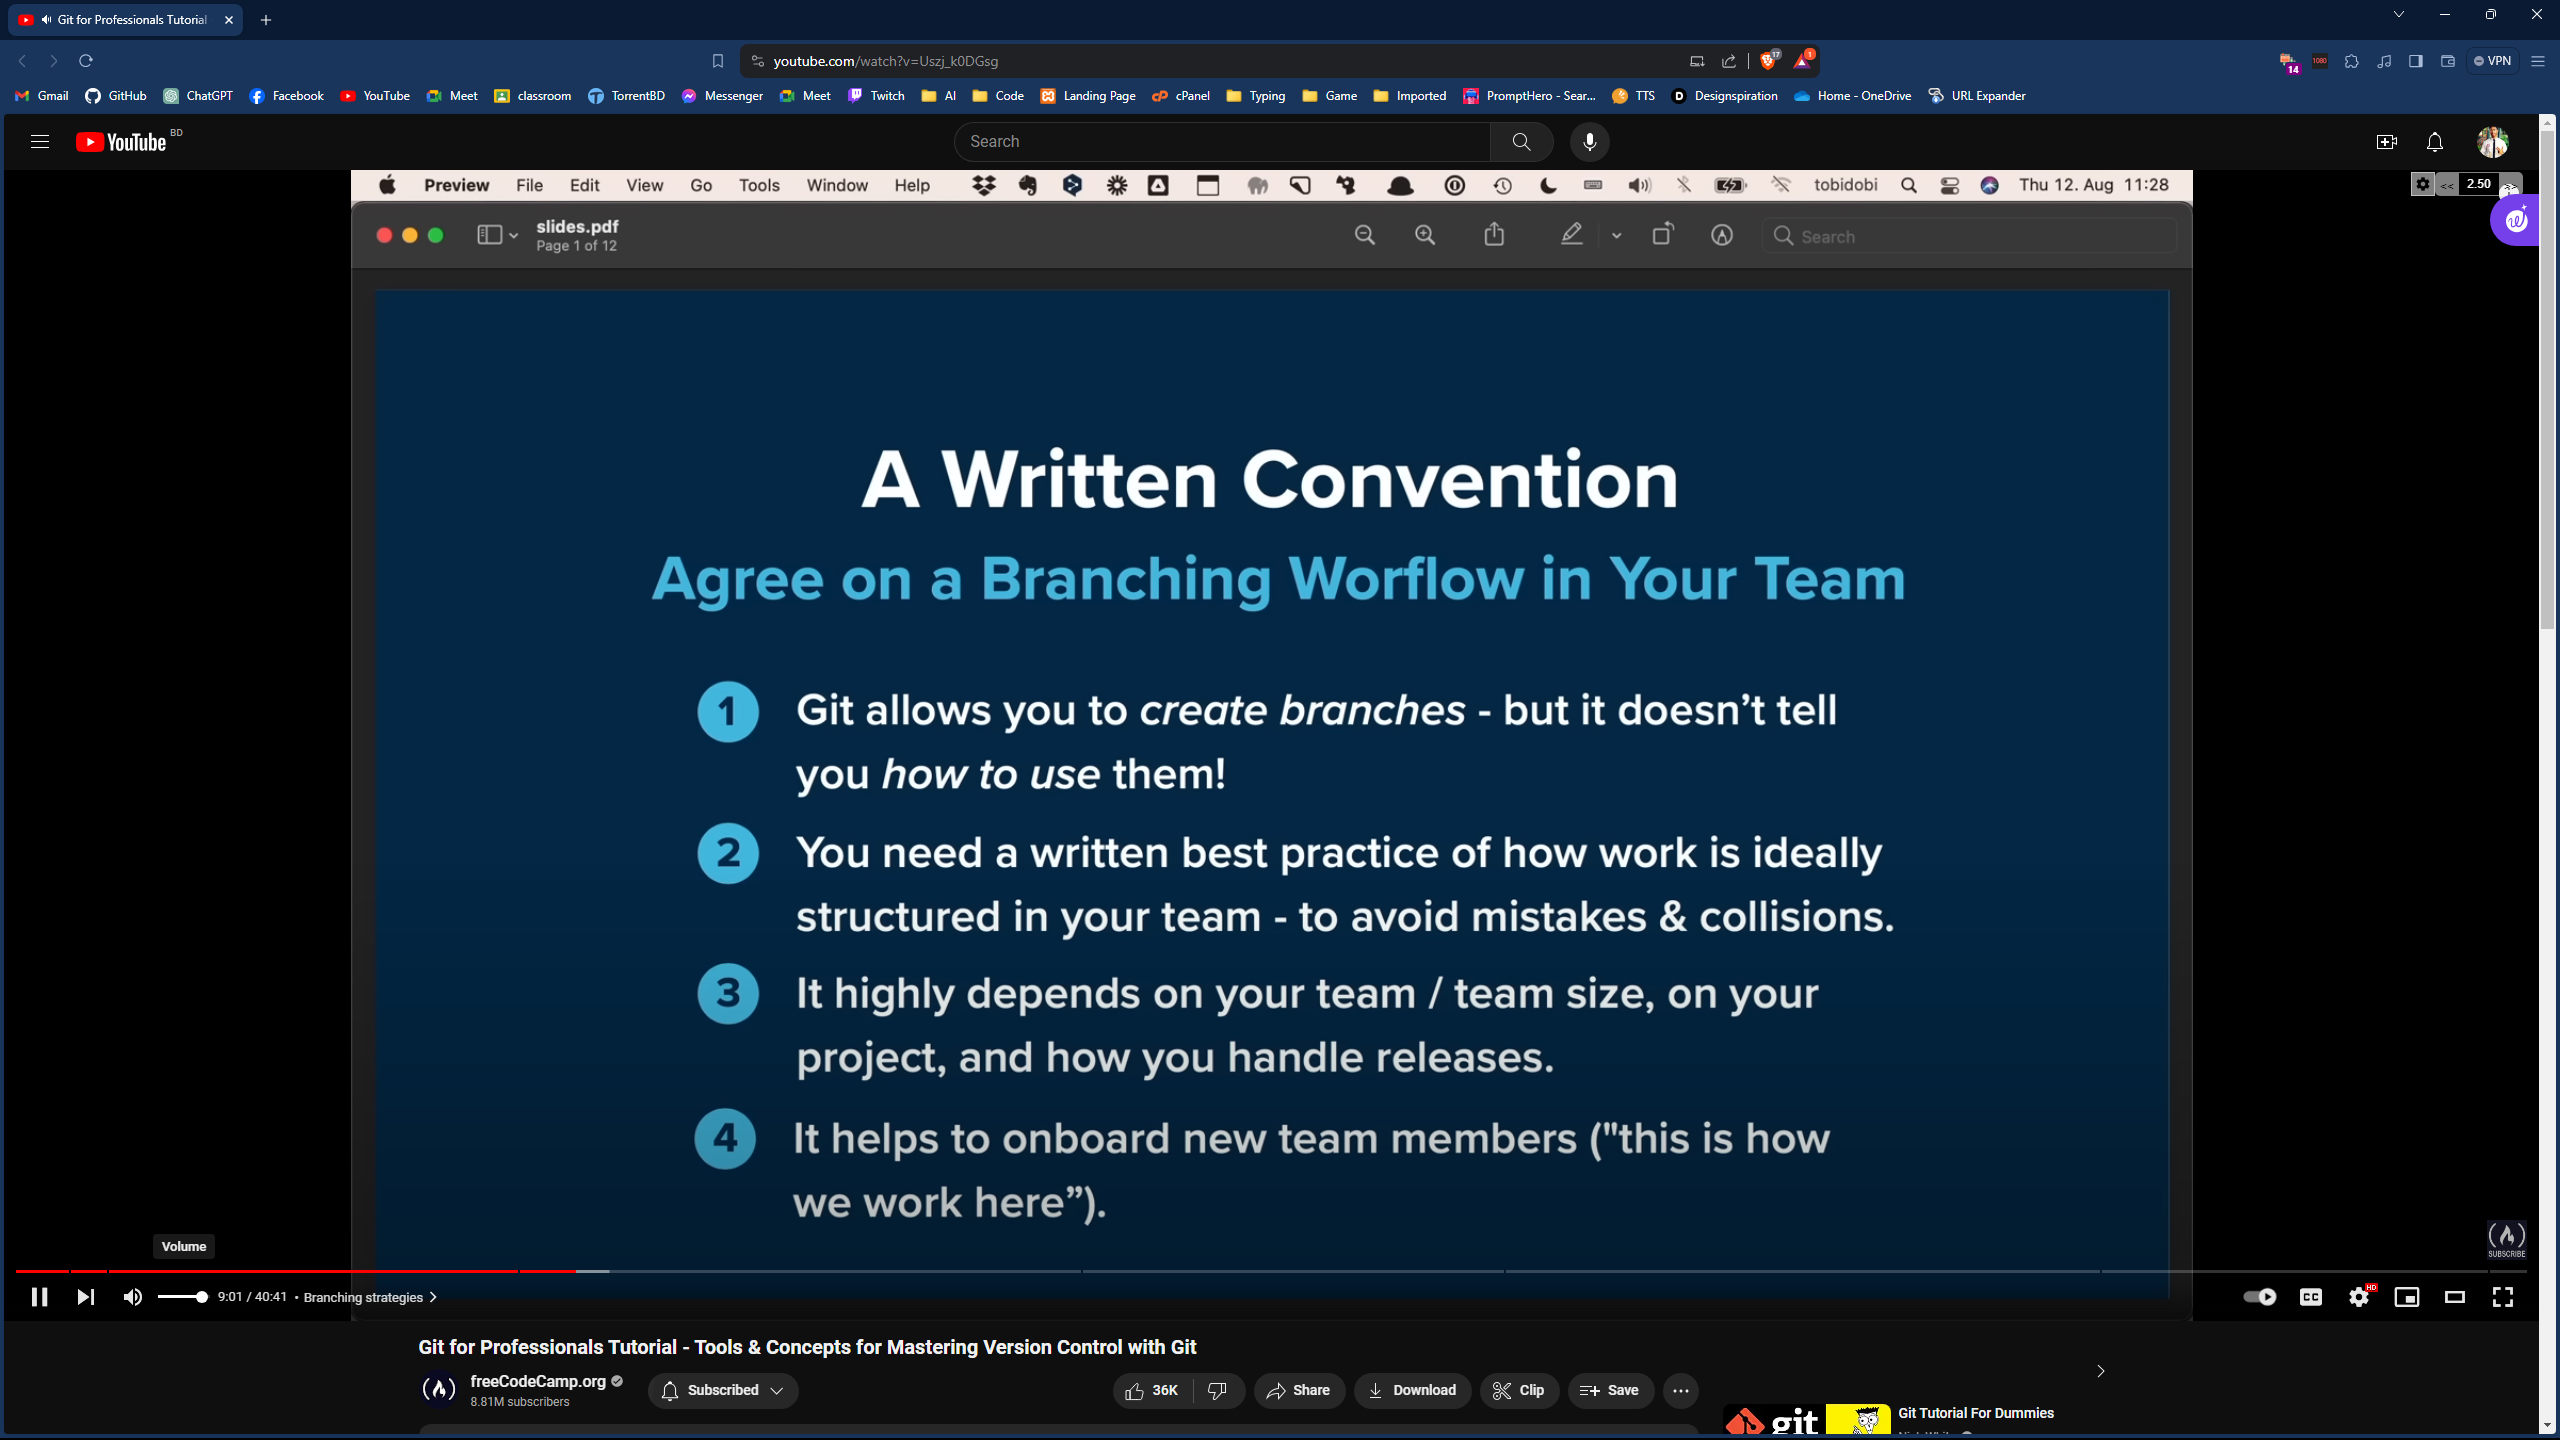 Git for Professionals Tutorial
youtube.com/watch?v=Uszj_k0DGsg
17
1
14
1080
VPN
Gmail GitHub ChatGPT Facebook YouTube Meet classroom TorrentBD Messenger Meet Twitch AI Code Landing Page cPanel Typing Game Imported PromptHero - Sear... TTS Designspiration Home - OneDrive URL Expander
YouTube BD
Search
Preview File Edit View Go Tools Window Help tobidobi Thu 12. Aug 11:28
<< 2.50 >>
slides.pdf
Page 1 of 12
Search
A Written Convention
Agree on a Branching Worflow in Your Team
1 Git allows you to create branches - but it doesn’t tell
you how to use them!
2 You need a written best practice of how work is ideally
structured in your team - to avoid mistakes & collisions.
3 It highly depends on your team / team size, on your
project, and how you handle releases.
4 It helps to onboard new team members ("this is how
we work here”).
Volume
SUBSCRIBE
9:01 / 40:41 • Branching strategies
CC
HD
Git for Professionals Tutorial - Tools & Concepts for Mastering Version Control with Git
freeCodeCamp.org
8.81M subscribers
Subscribed
36K
Share
Download
Clip
Save
git
Git Tutorial For Dummies